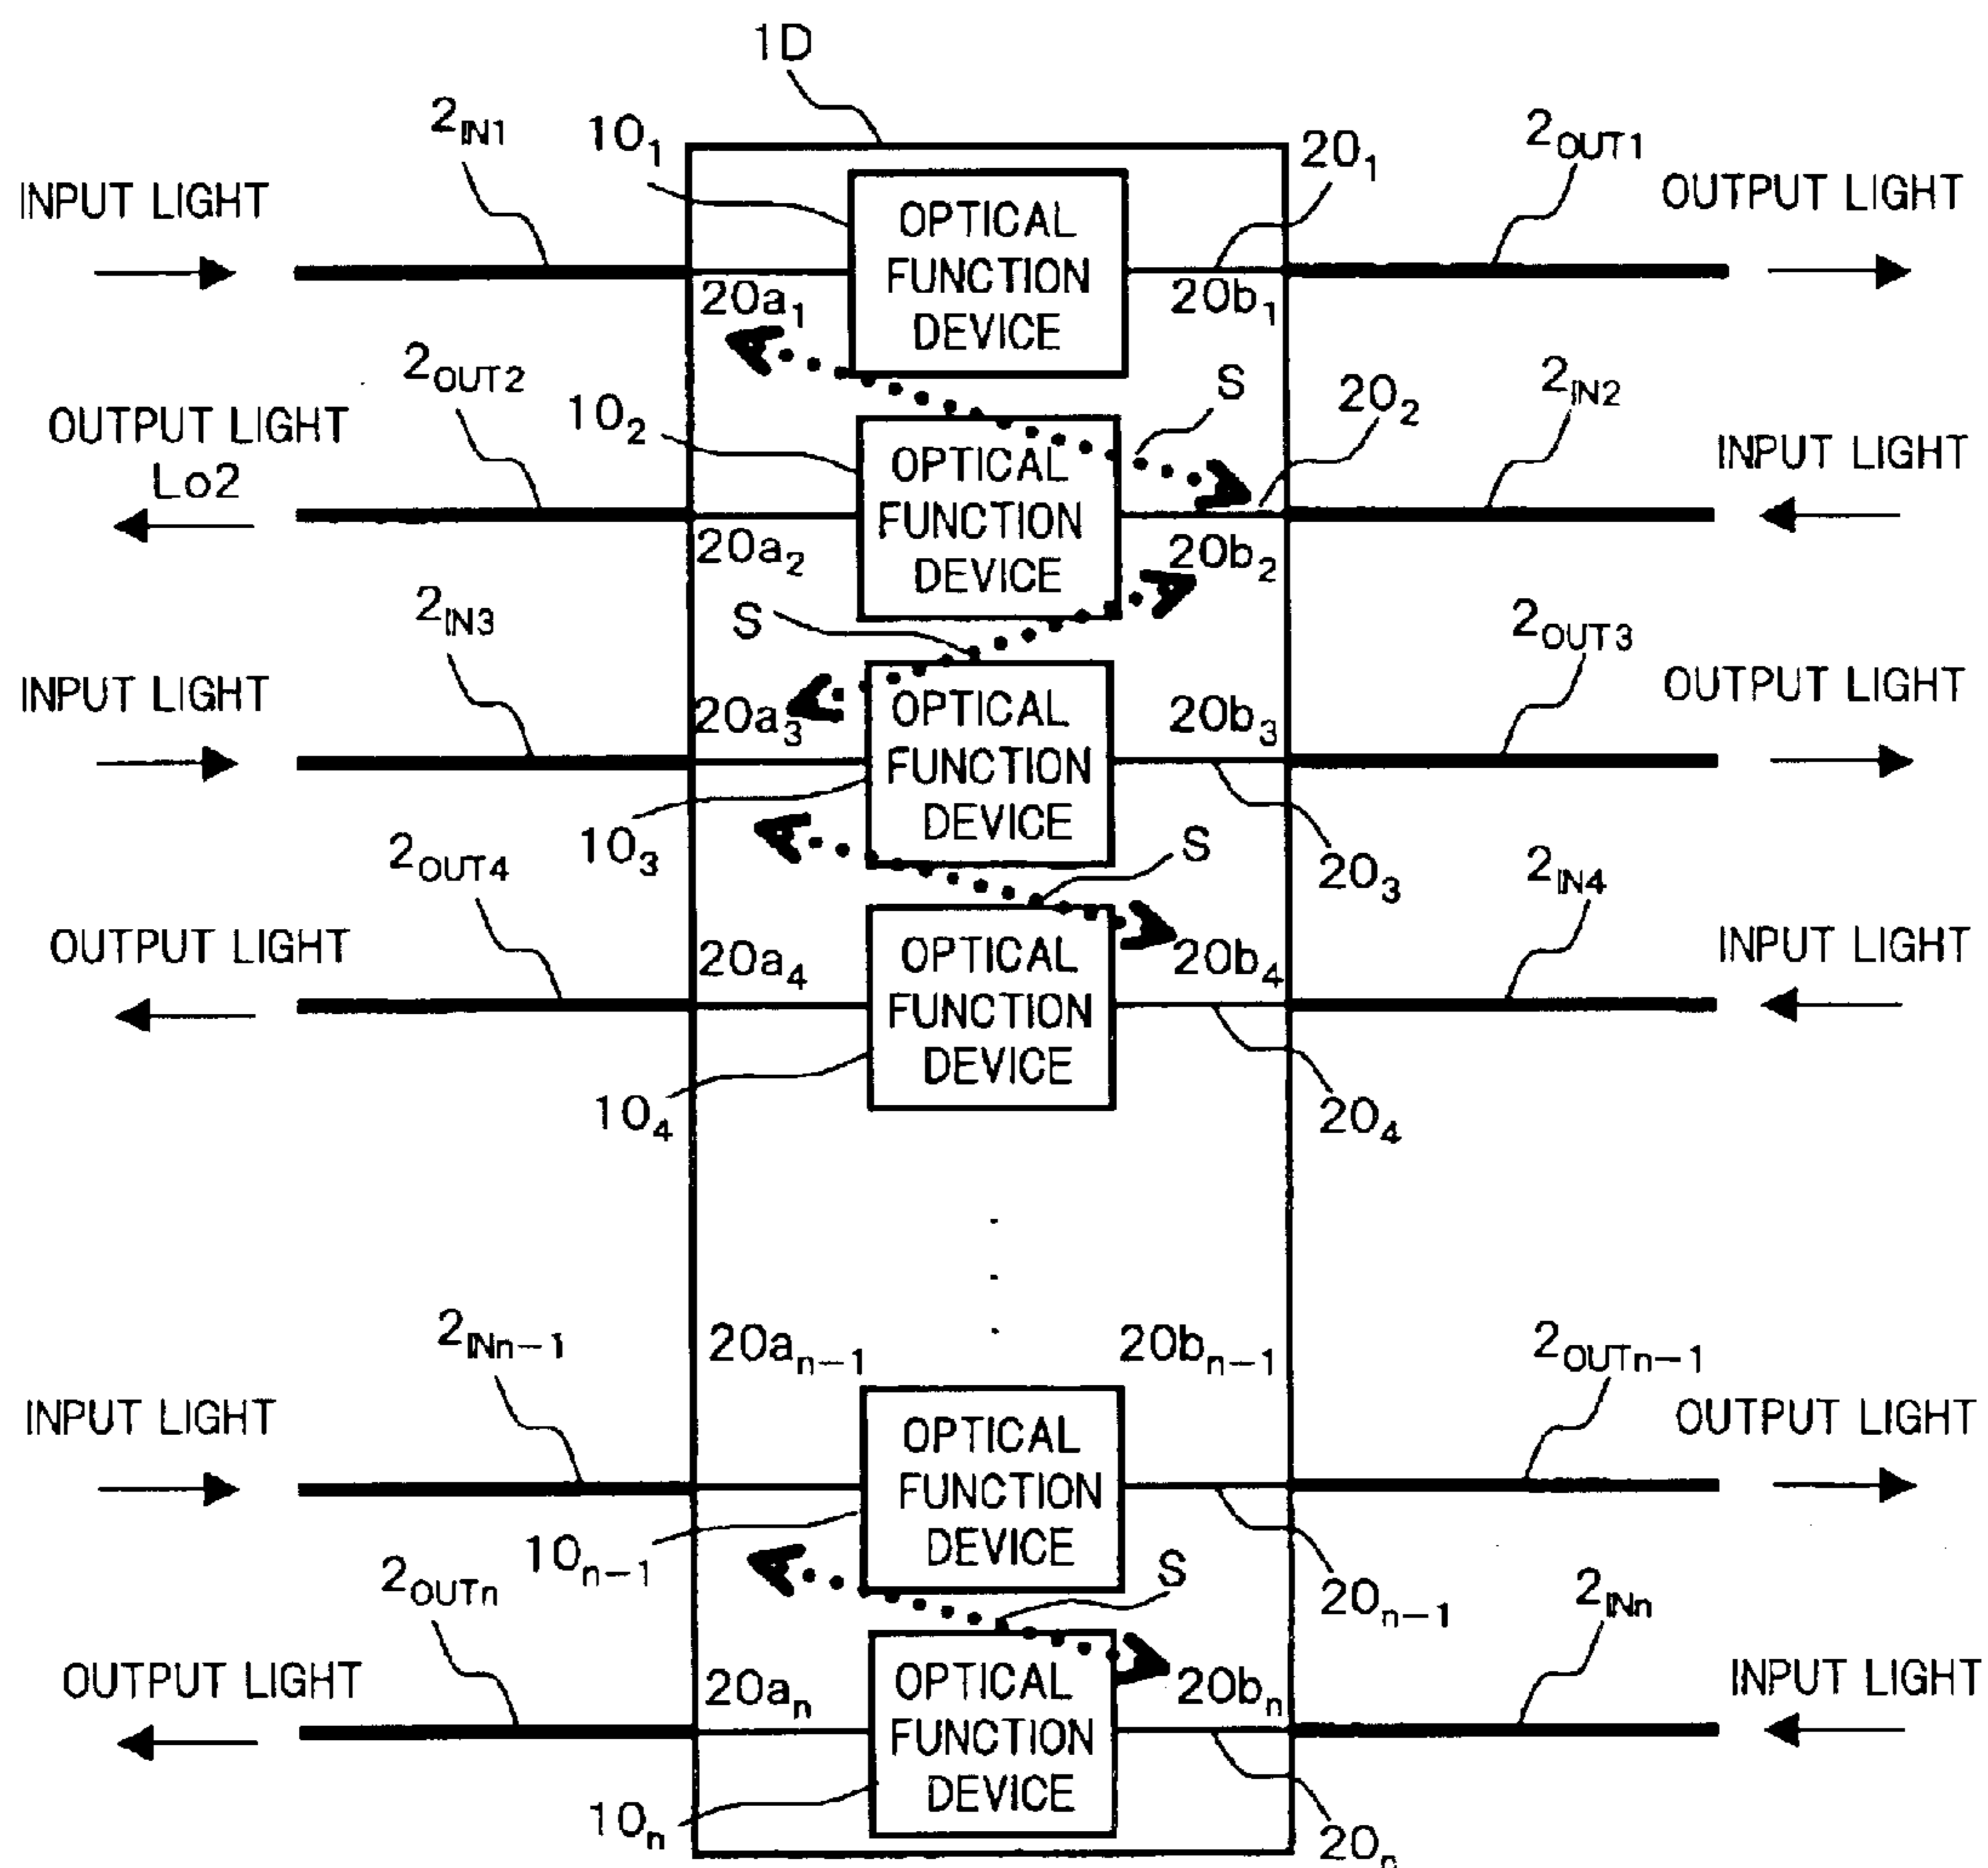 1D
2IN1
10₁
20₁
2OUT1
INPUT LIGHT
OPTICAL
FUNCTION
DEVICE
OUTPUT LIGHT
20a₁
20b₁
2OUT2
10₂
S
20₂
2IN2
OUTPUT LIGHT
Lo2
OPTICAL
FUNCTION
DEVICE
INPUT LIGHT
20a₂
20b₂
2IN3
S
2OUT3
INPUT LIGHT
20a₃
OPTICAL
FUNCTION
DEVICE
20b₃
OUTPUT LIGHT
10₃
S
20₃
2OUT4
2IN4
OUTPUT LIGHT
20a₄
OPTICAL
FUNCTION
DEVICE
20b₄
INPUT LIGHT
10₄
20₄
2INn-1
20aₙ₋₁
20bₙ₋₁
2OUTn-1
INPUT LIGHT
OPTICAL
FUNCTION
DEVICE
OUTPUT LIGHT
10ₙ₋₁
S
20ₙ₋₁
2OUTn
2INn
OUTPUT LIGHT
20aₙ
OPTICAL
FUNCTION
DEVICE
20bₙ
INPUT LIGHT
10ₙ
20ₙ